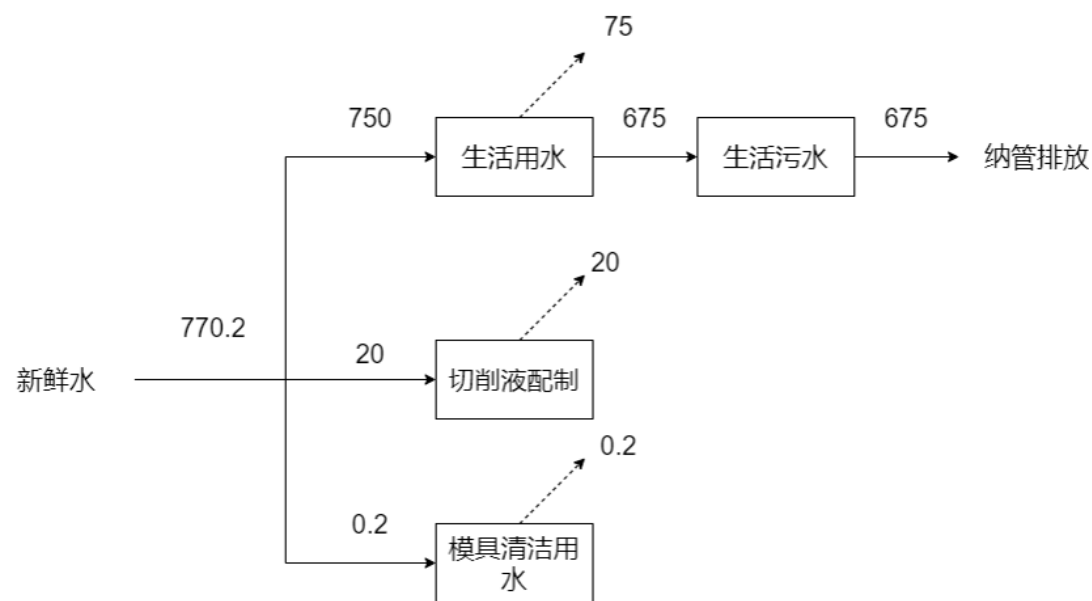 75
750
675
675
生活用水
生活污水
纳管排放
20
770.2
20
新鲜水
切削液配制
0.2
0.2
模具清洁用
水